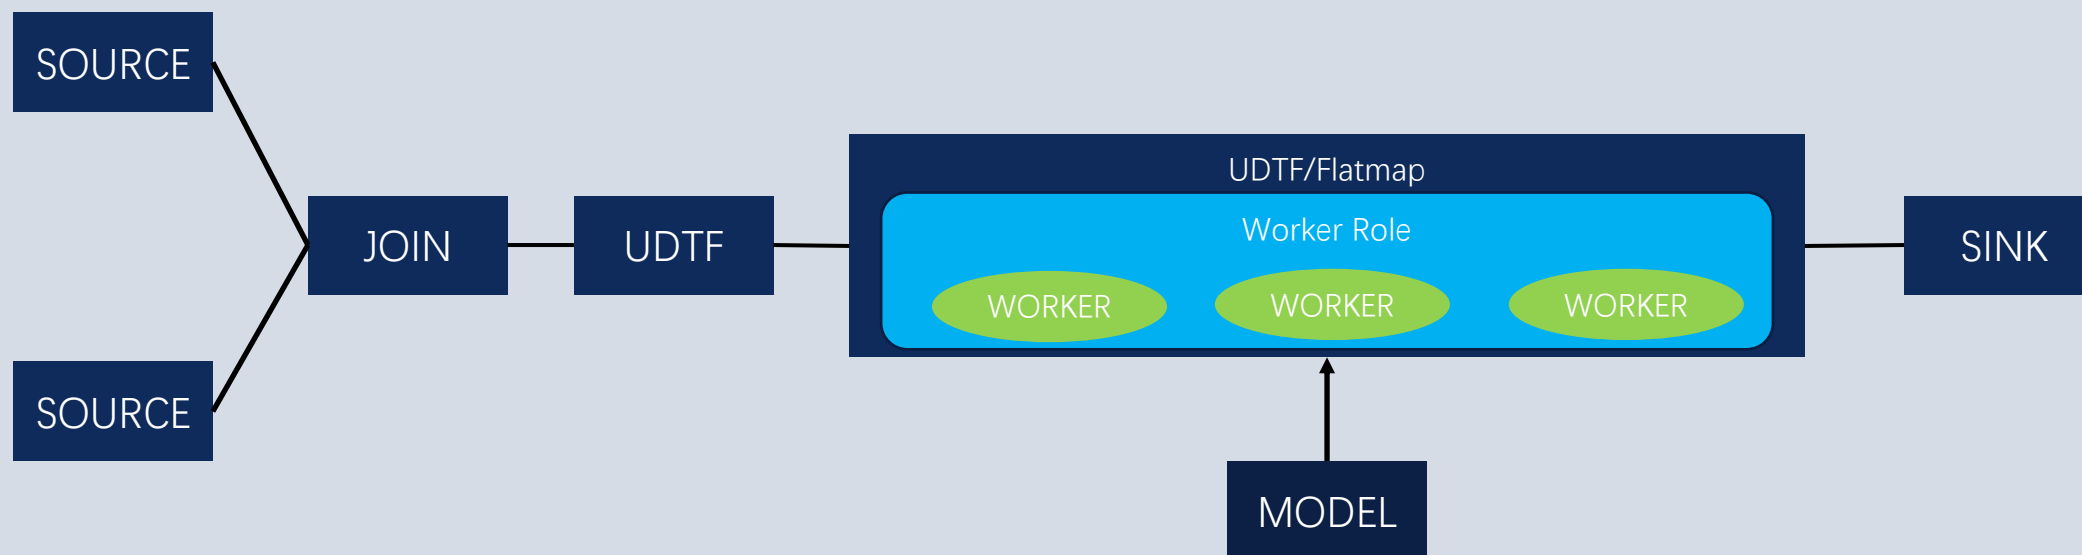 SOURCE
SOURCE
JOIN
UDTF
UDTF/Flatmap
Worker Role
WORKER
WORKER
WORKER
MODEL
SINK